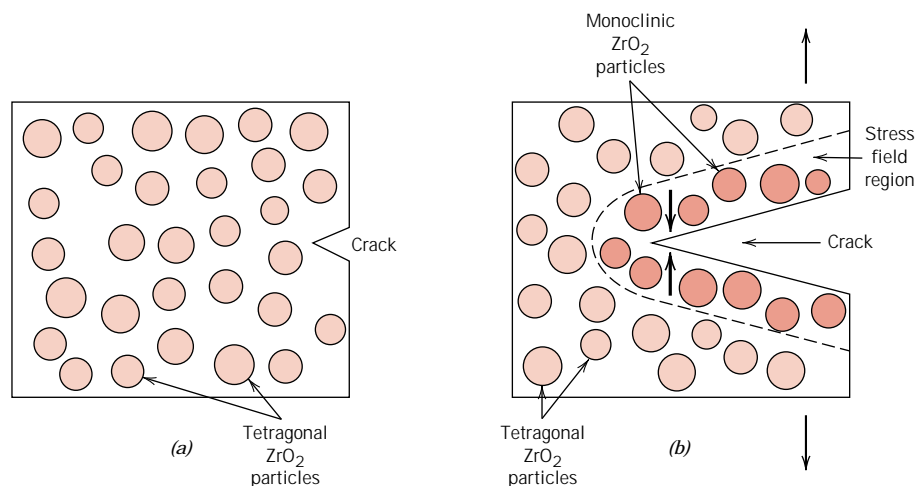 Crack
Tetragonal
ZrO2
particles
(a)
Monoclinic
ZrO2
particles
Stress
field
region
Crack
Tetragonal
ZrO2
particles
(b)